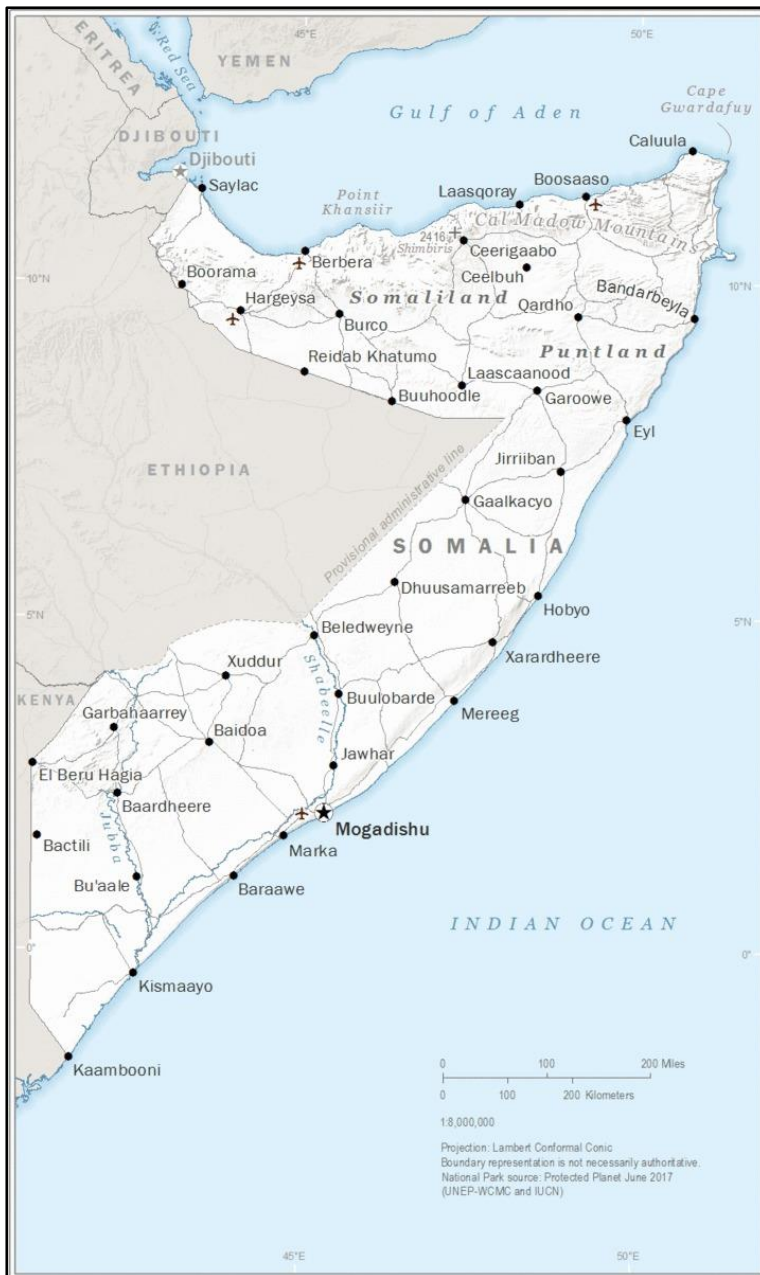 45°E
50°E
ERITREA
Red Sea
YEMEN
Gulf of Aden
Cape
Gwardafuy
DJIBOUTI
Djibouti
Caluula
Saylac
Point
Khansiir
Laasqoray
Boosaaso
Cal Madow Mountains
2416
Shimbiris
Ceerigaabo
Berbera
Ceelbuh
10°N
10°N
Boorama
Hargeysa
Somaliland
Qardho
Bandarbeyla
Burco
Puntland
Reidab Khatumo
Laascaanood
Buuhoodle
Garoowe
Eyl
ETHIOPIA
Jirriiban
Provisional administrative line
Gaalkacyo
SOMALIA
Dhuusamarreeb
Hobyo
5°N
5°N
Beledweyne
Xarardheere
Xuddur
Shabeelle
KENYA
Buulobarde
Mereeg
Garbahaarrey
Baidoa
Jawhar
El Beru Hagia
Baardheere
Jubba
Mogadishu
Bactili
Marka
Bu'aale
Baraawe
INDIAN OCEAN
0°
0°
Kismaayo
Kaambooni
0 100 200 Miles
0 100 200 Kilometers
1:8,000,000
Projection: Lambert Conformal Conic
Boundary representation is not necessarily authoritative.
National Park source: Protected Planet June 2017
(UNEP-WCMC and IUCN)
45°E
50°E